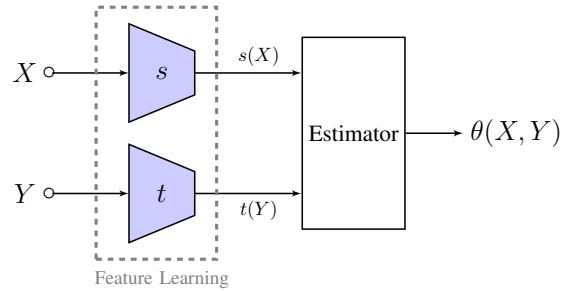 X
s
s(X)
Estimator
θ(X, Y)
Y
t
t(Y)
Feature Learning